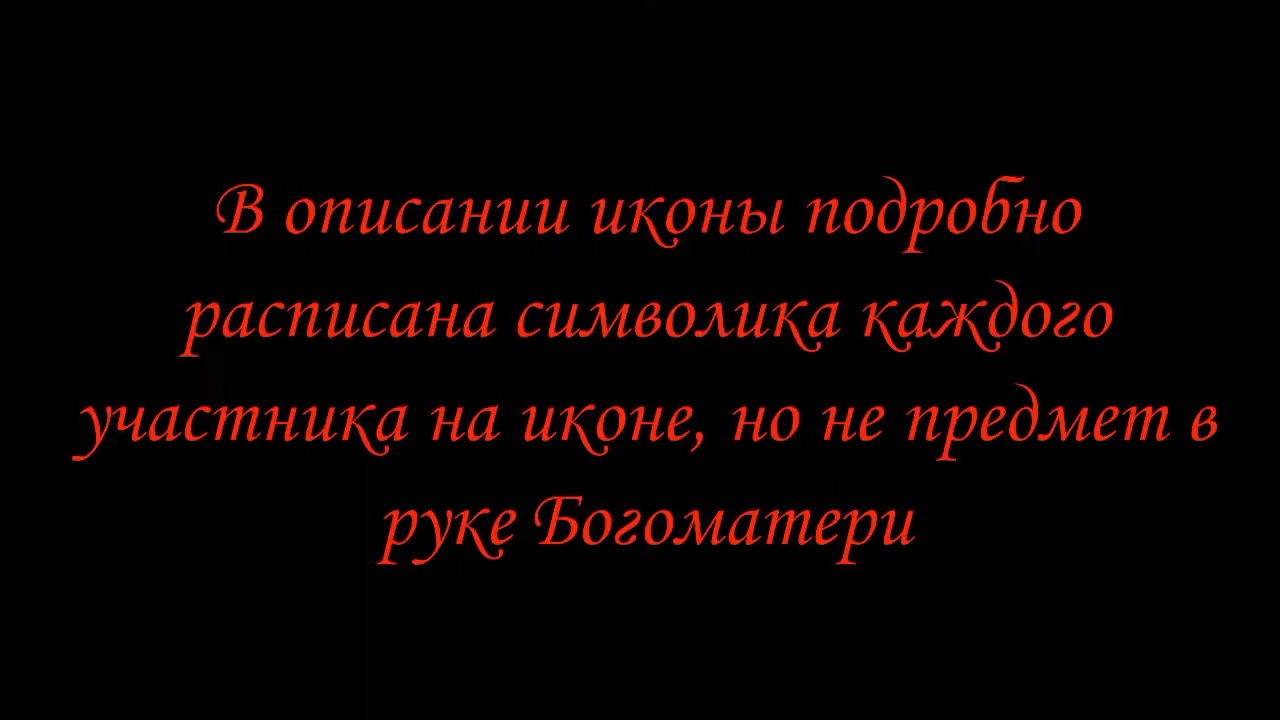 В описании иконы подробно
расписана символика каждого
участника на иконе, но не предмет в
руке Богоматери